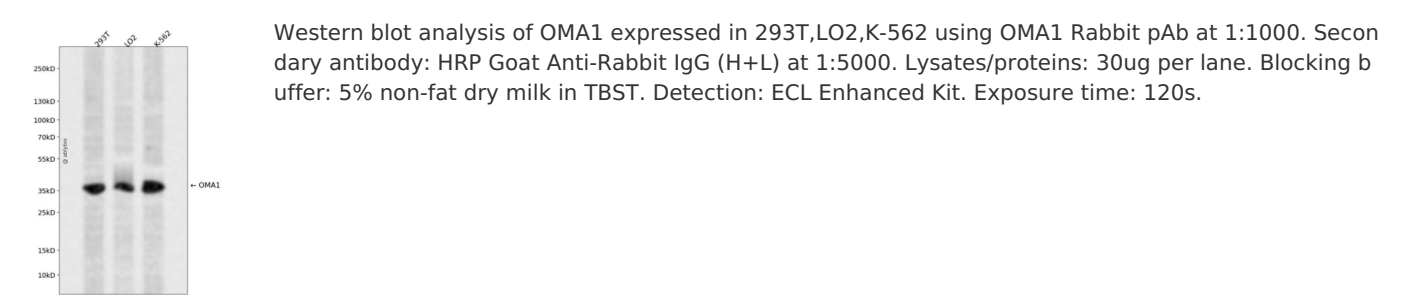 293T LO2 K-562
250kD
130kD
100kD
70kD
55kD
35kD
25kD
15kD
10kD
← OMA1
Western blot analysis of OMA1 expressed in 293T,LO2,K-562 using OMA1 Rabbit pAb at 1:1000. Secon
dary antibody: HRP Goat Anti-Rabbit IgG (H+L) at 1:5000. Lysates/proteins: 30ug per lane. Blocking b
uffer: 5% non-fat dry milk in TBST. Detection: ECL Enhanced Kit. Exposure time: 120s.